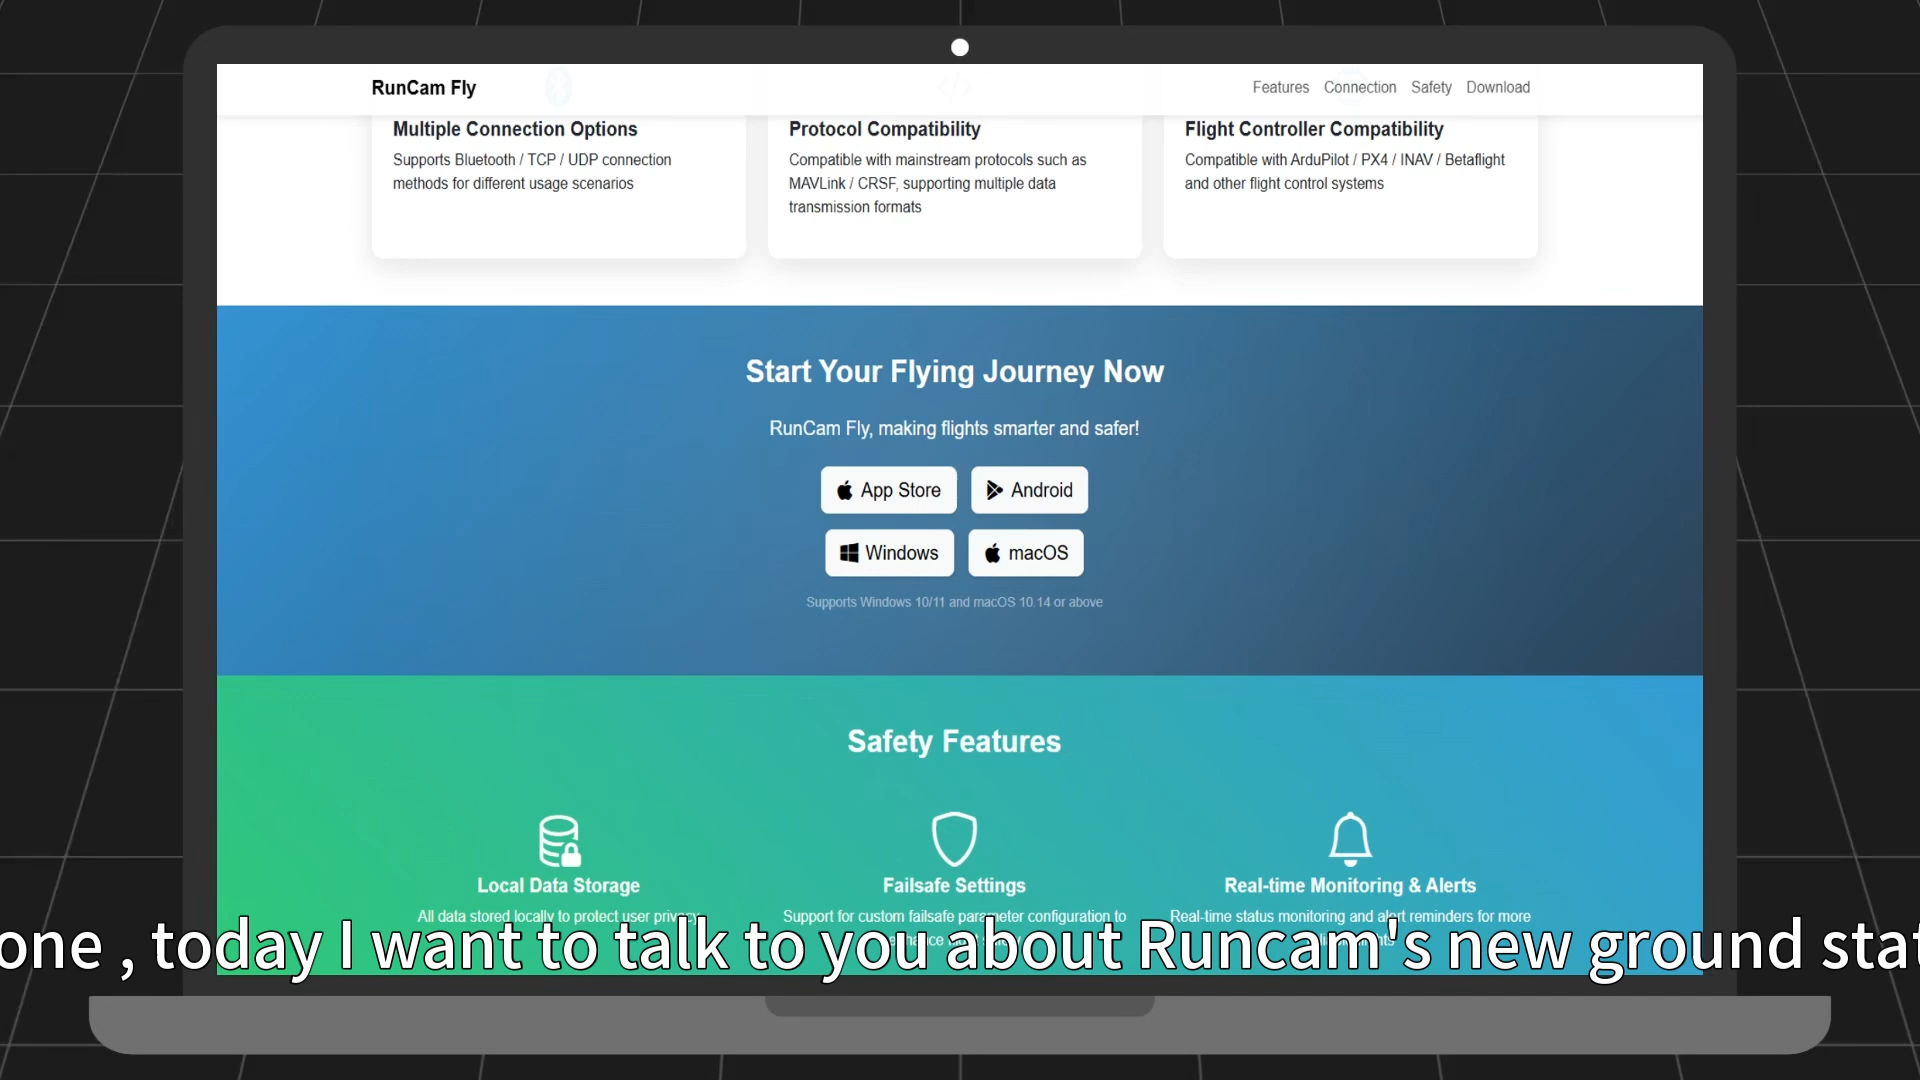 RunCam Fly
Features Connection Safety Download
Multiple Connection Options
Supports Bluetooth / TCP / UDP connection
methods for different usage scenarios
Protocol Compatibility
Compatible with mainstream protocols such as
MAVLink / CRSF, supporting multiple data
transmission formats
Flight Controller Compatibility
Compatible with ArduPilot / PX4 / INAV / Betaflight
and other flight control systems
Start Your Flying Journey Now
RunCam Fly, making flights smarter and safer!
App Store
Android
Windows
macOS
Supports Windows 10/11 and macOS 10.14 or above
Safety Features
Local Data Storage
All data stored locally to protect user privacy
Failsafe Settings
Support for custom failsafe parameter configuration to
Real-time Monitoring & Alerts
Real-time status monitoring and alert reminders for more
one , today I want to talk to you about Runcam's new ground stat